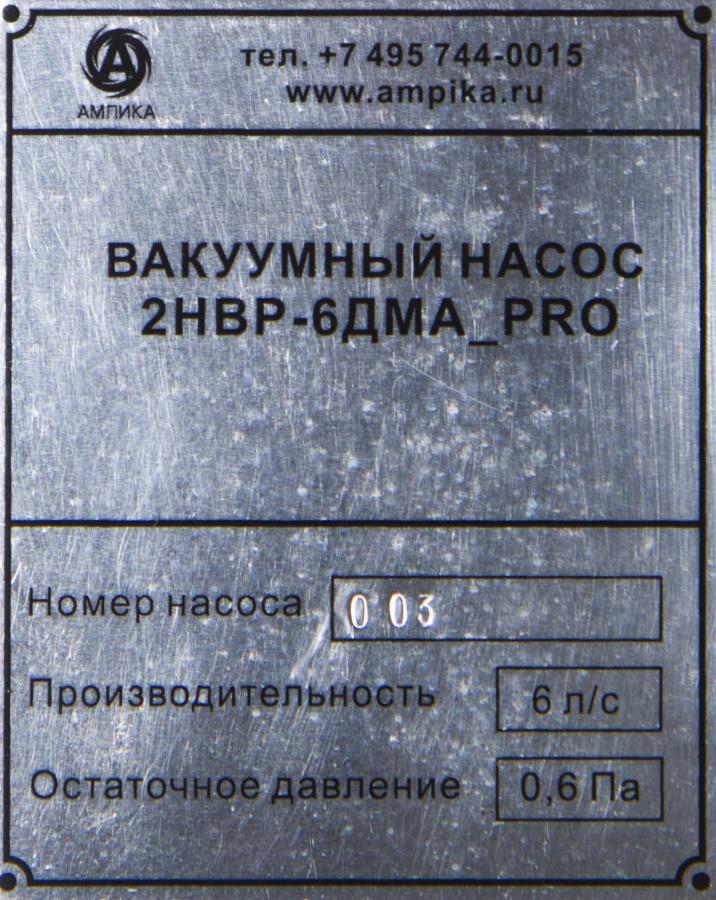 тел. +7 495 744-0015
www.ampika.ru
АМПИКА
ВАКУУМНЫЙ НАСОС
2НВР-6ДМА_PRO
Номер насоса 0 03
Производительность 6 л/с
Остаточное давление 0,6 Па